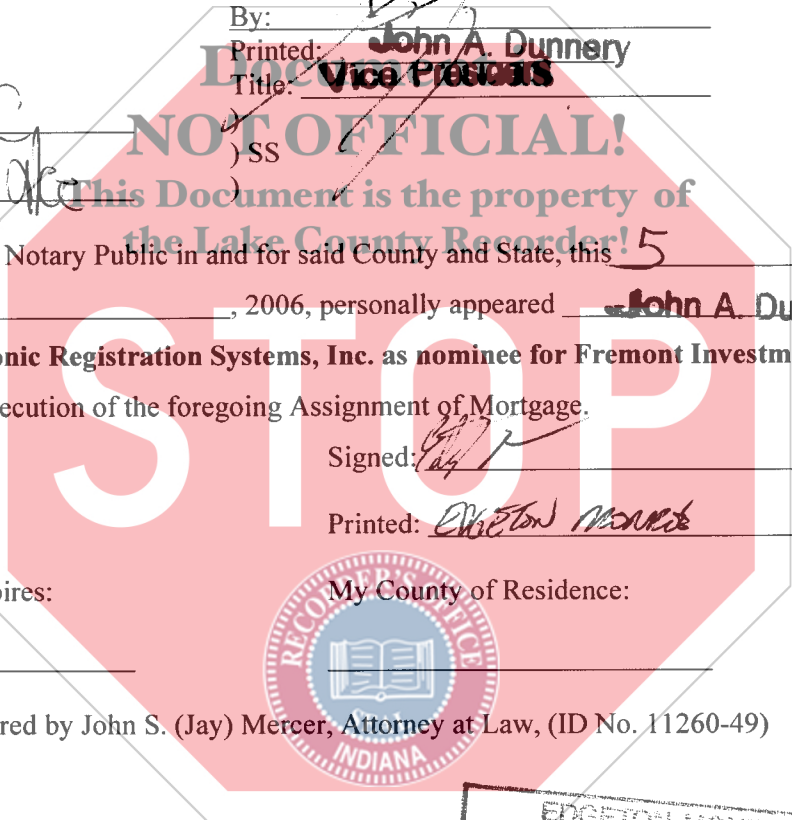 By:
Printed: John A. Dunnery
Title: Vice
Document
NOT OFFICIAL!
) SS
)
This Document is the property of
the Lake County Recorder!
Notary Public in and for said County and State, this 5
, 2006, personally appeared John A. Du
onic Registration Systems, Inc. as nominee for Fremont Investm
ecution of the foregoing Assignment of Mortgage.
STOP
Signed:
Printed:
ires:
My County of Residence:
RECORDER'S OFFICE
SEAL
INDIANA
red by John S. (Jay) Mercer, Attorney at Law, (ID No. 11260-49)